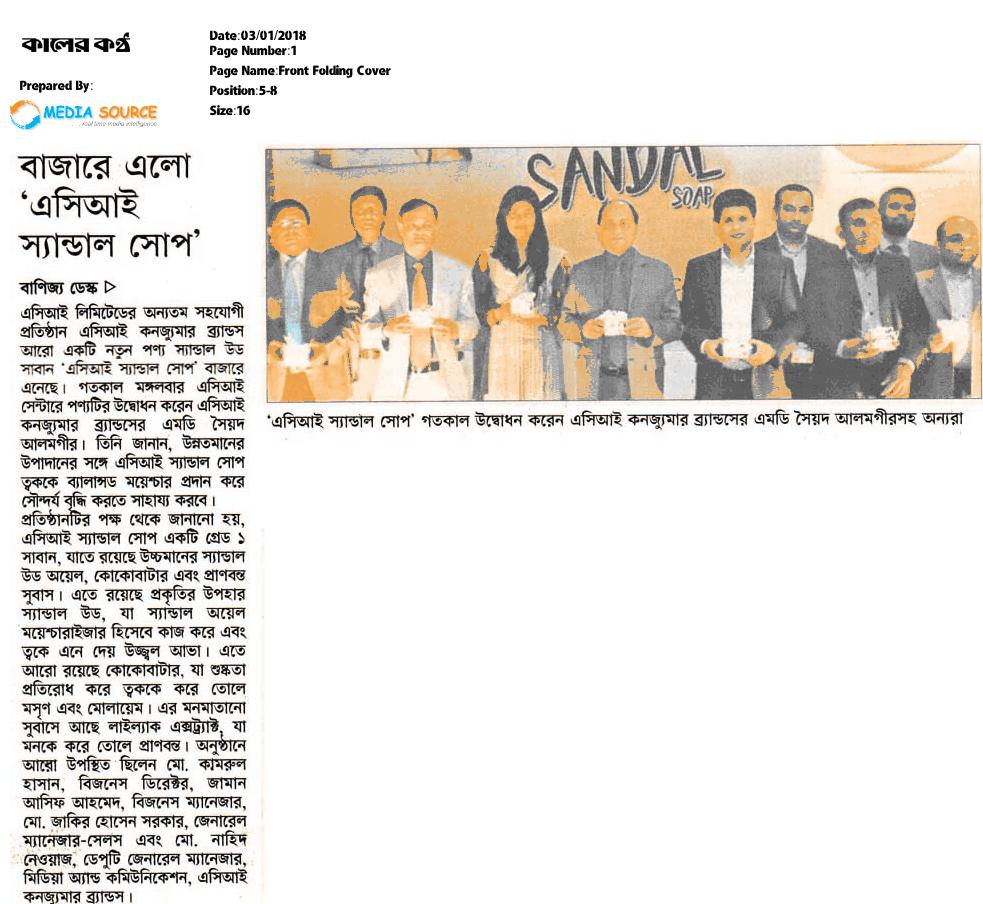 কালের কণ্ঠ
Prepared By:
MEDIA SOURCE
real time media intelligence
Date:03/01/2018
Page Number:1
Page Name:Front Folding Cover
Position:5-8
Size:16
বাজারে এলো
‘এসিআই
স্যান্ডাল সোপ’
বাণিজ্য ডেস্ক ▷
এসিআই লিমিটেডের অন্যতম সহযোগী
প্রতিষ্ঠান এসিআই কনজ্যুমার ব্র্যান্ডস
আরো একটি নতুন পণ্য স্যান্ডাল উড
সাবান ‘এসিআই স্যান্ডাল সোপ’ বাজারে
এনেছে। গতকাল মঙ্গলবার এসিআই
সেন্টারে পণ্যটির উদ্বোধন করেন এসিআই
কনজ্যুমার ব্র্যান্ডসের এমডি সৈয়দ
আলমগীর। তিনি জানান, উন্নতমানের
উপাদানের সঙ্গে এসিআই স্যান্ডাল সোপ
ত্বককে ব্যালান্সড ময়েশ্চার প্রদান করে
সৌন্দর্য বৃদ্ধি করতে সাহায্য করবে।
প্রতিষ্ঠানটির পক্ষ থেকে জানানো হয়,
এসিআই স্যান্ডাল সোপ একটি গ্রেড ১
সাবান, যাতে রয়েছে উচ্চমানের স্যান্ডাল
উড অয়েল, কোকোবাটার এবং প্রাণবন্ত
সুবাস। এতে রয়েছে প্রকৃতির উপহার
স্যান্ডাল উড, যা স্যান্ডাল অয়েল
ময়েশ্চারাইজার হিসেবে কাজ করে এবং
ত্বকে এনে দেয় উজ্জ্বল আভা। এতে
আরো রয়েছে কোকোবাটার, যা শুষ্কতা
প্রতিরোধ করে ত্বককে করে তোলে
মসৃণ এবং মোলায়েম। এর মনমাতানো
সুবাসে আছে লাইল্যাক এক্সট্র্যাক্ট, যা
মনকে করে তোলে প্রাণবন্ত। অনুষ্ঠানে
আরো উপস্থিত ছিলেন মো. কামরুল
হাসান, বিজনেস ডিরেক্টর, জামান
আসিফ আহমেদ, বিজনেস ম্যানেজার,
মো. জাকির হোসেন সরকার, জেনারেল
ম্যানেজার-সেলস এবং মো. নাহিদ
নেওয়াজ, ডেপুটি জেনারেল ম্যানেজার,
মিডিয়া অ্যান্ড কমিউনিকেশন, এসিআই
কনজ্যুমার ব্র্যান্ডস।
SANDAL
SOAP
‘এসিআই স্যান্ডাল সোপ’ গতকাল উদ্বোধন করেন এসিআই কনজ্যুমার ব্র্যান্ডসের এমডি সৈয়দ আলমগীরসহ অন্যরা